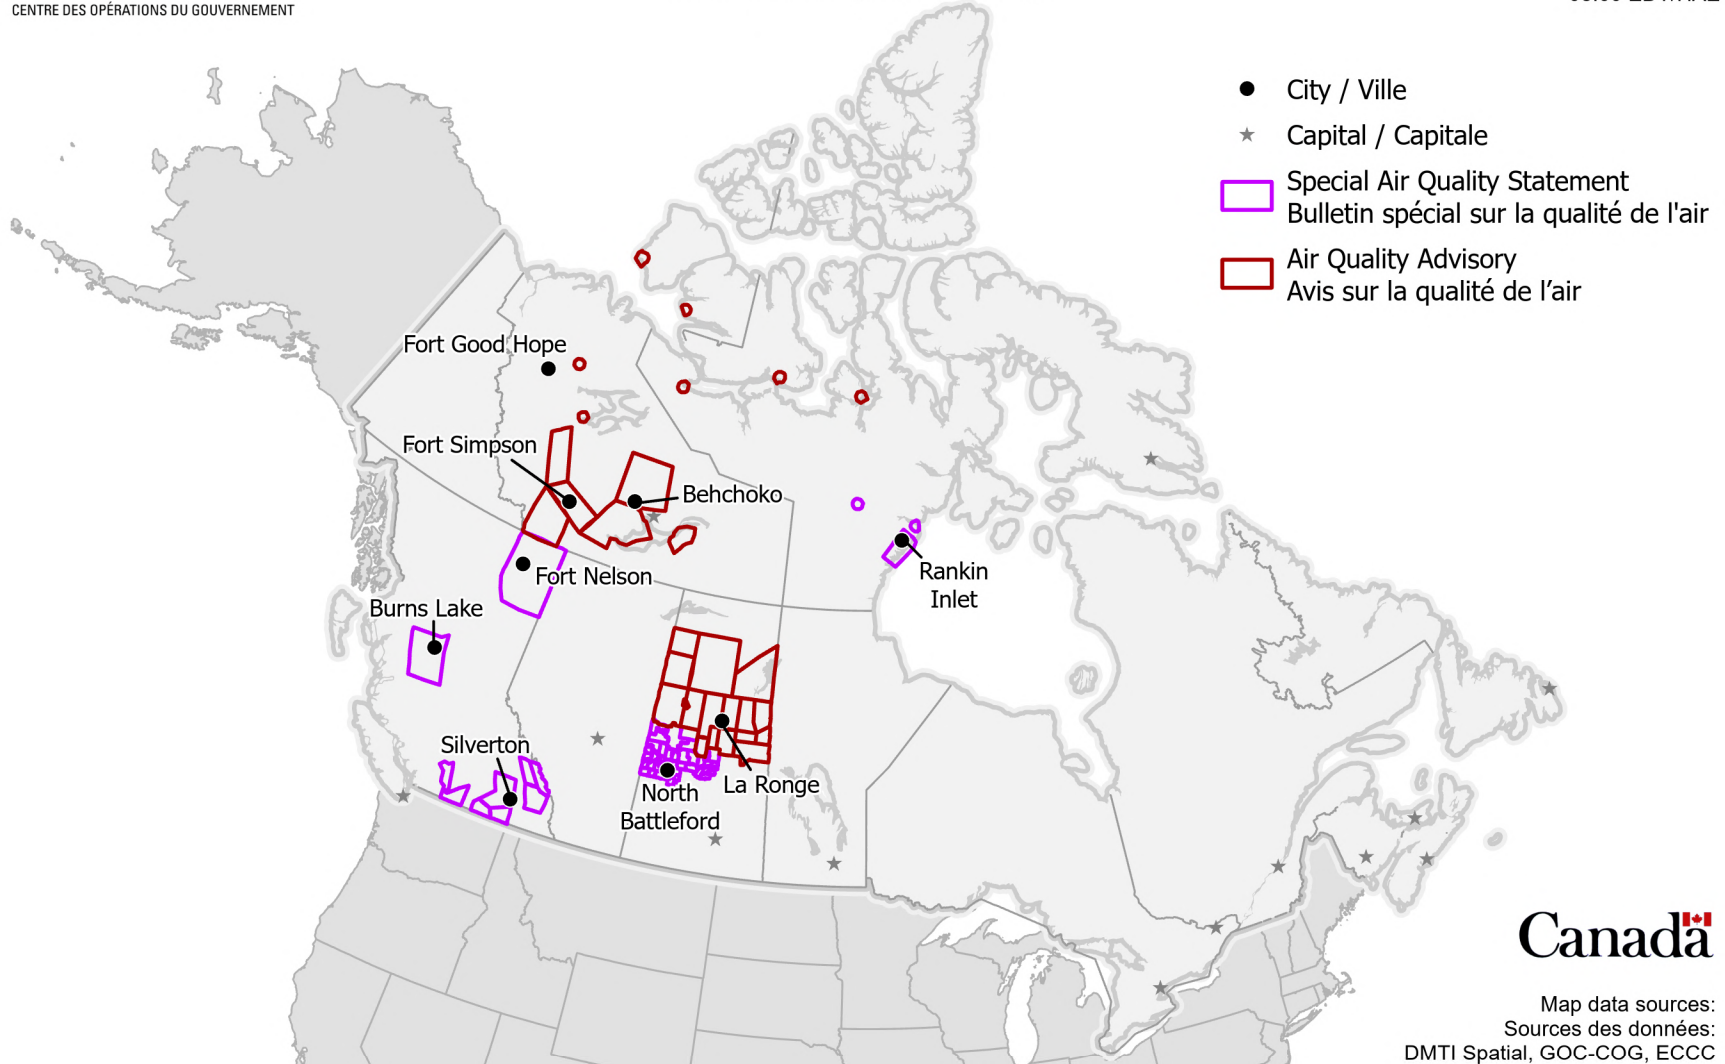 CENTRE DES OPÉRATIONS DU GOUVERNEMENT
City / Ville
Capital / Capitale
Special Air Quality Statement
Bulletin spécial sur la qualité de l'air
Air Quality Advisory
Avis sur la qualité de l’air
Fort Good Hope
Fort Simpson
Behchoko
Fort Nelson
Rankin
Inlet
Burns Lake
Silverton
La Ronge
North
Battleford
Canada
Map data sources:
Sources des données:
DMTI Spatial, GOC-COG, ECCC